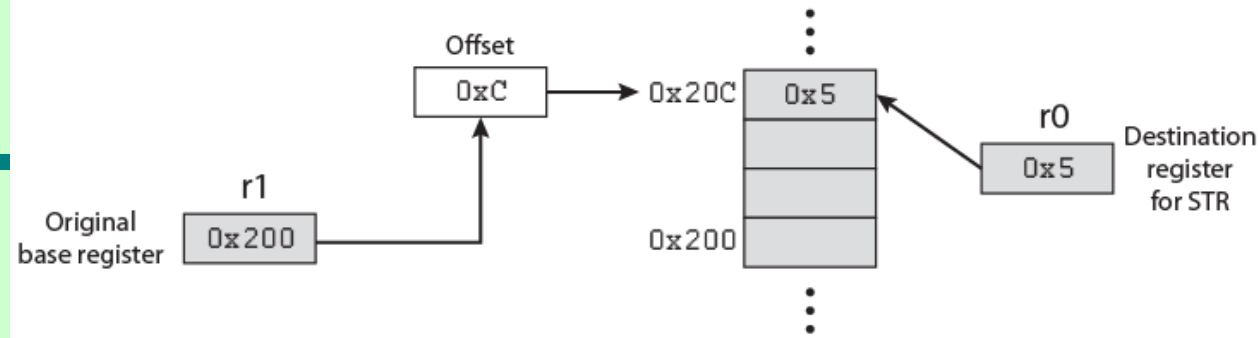 Offset
0xC
0x20C
0x5
r0
0x5
Destination
register
for STR
r1
Original
base register
0x200
0x200